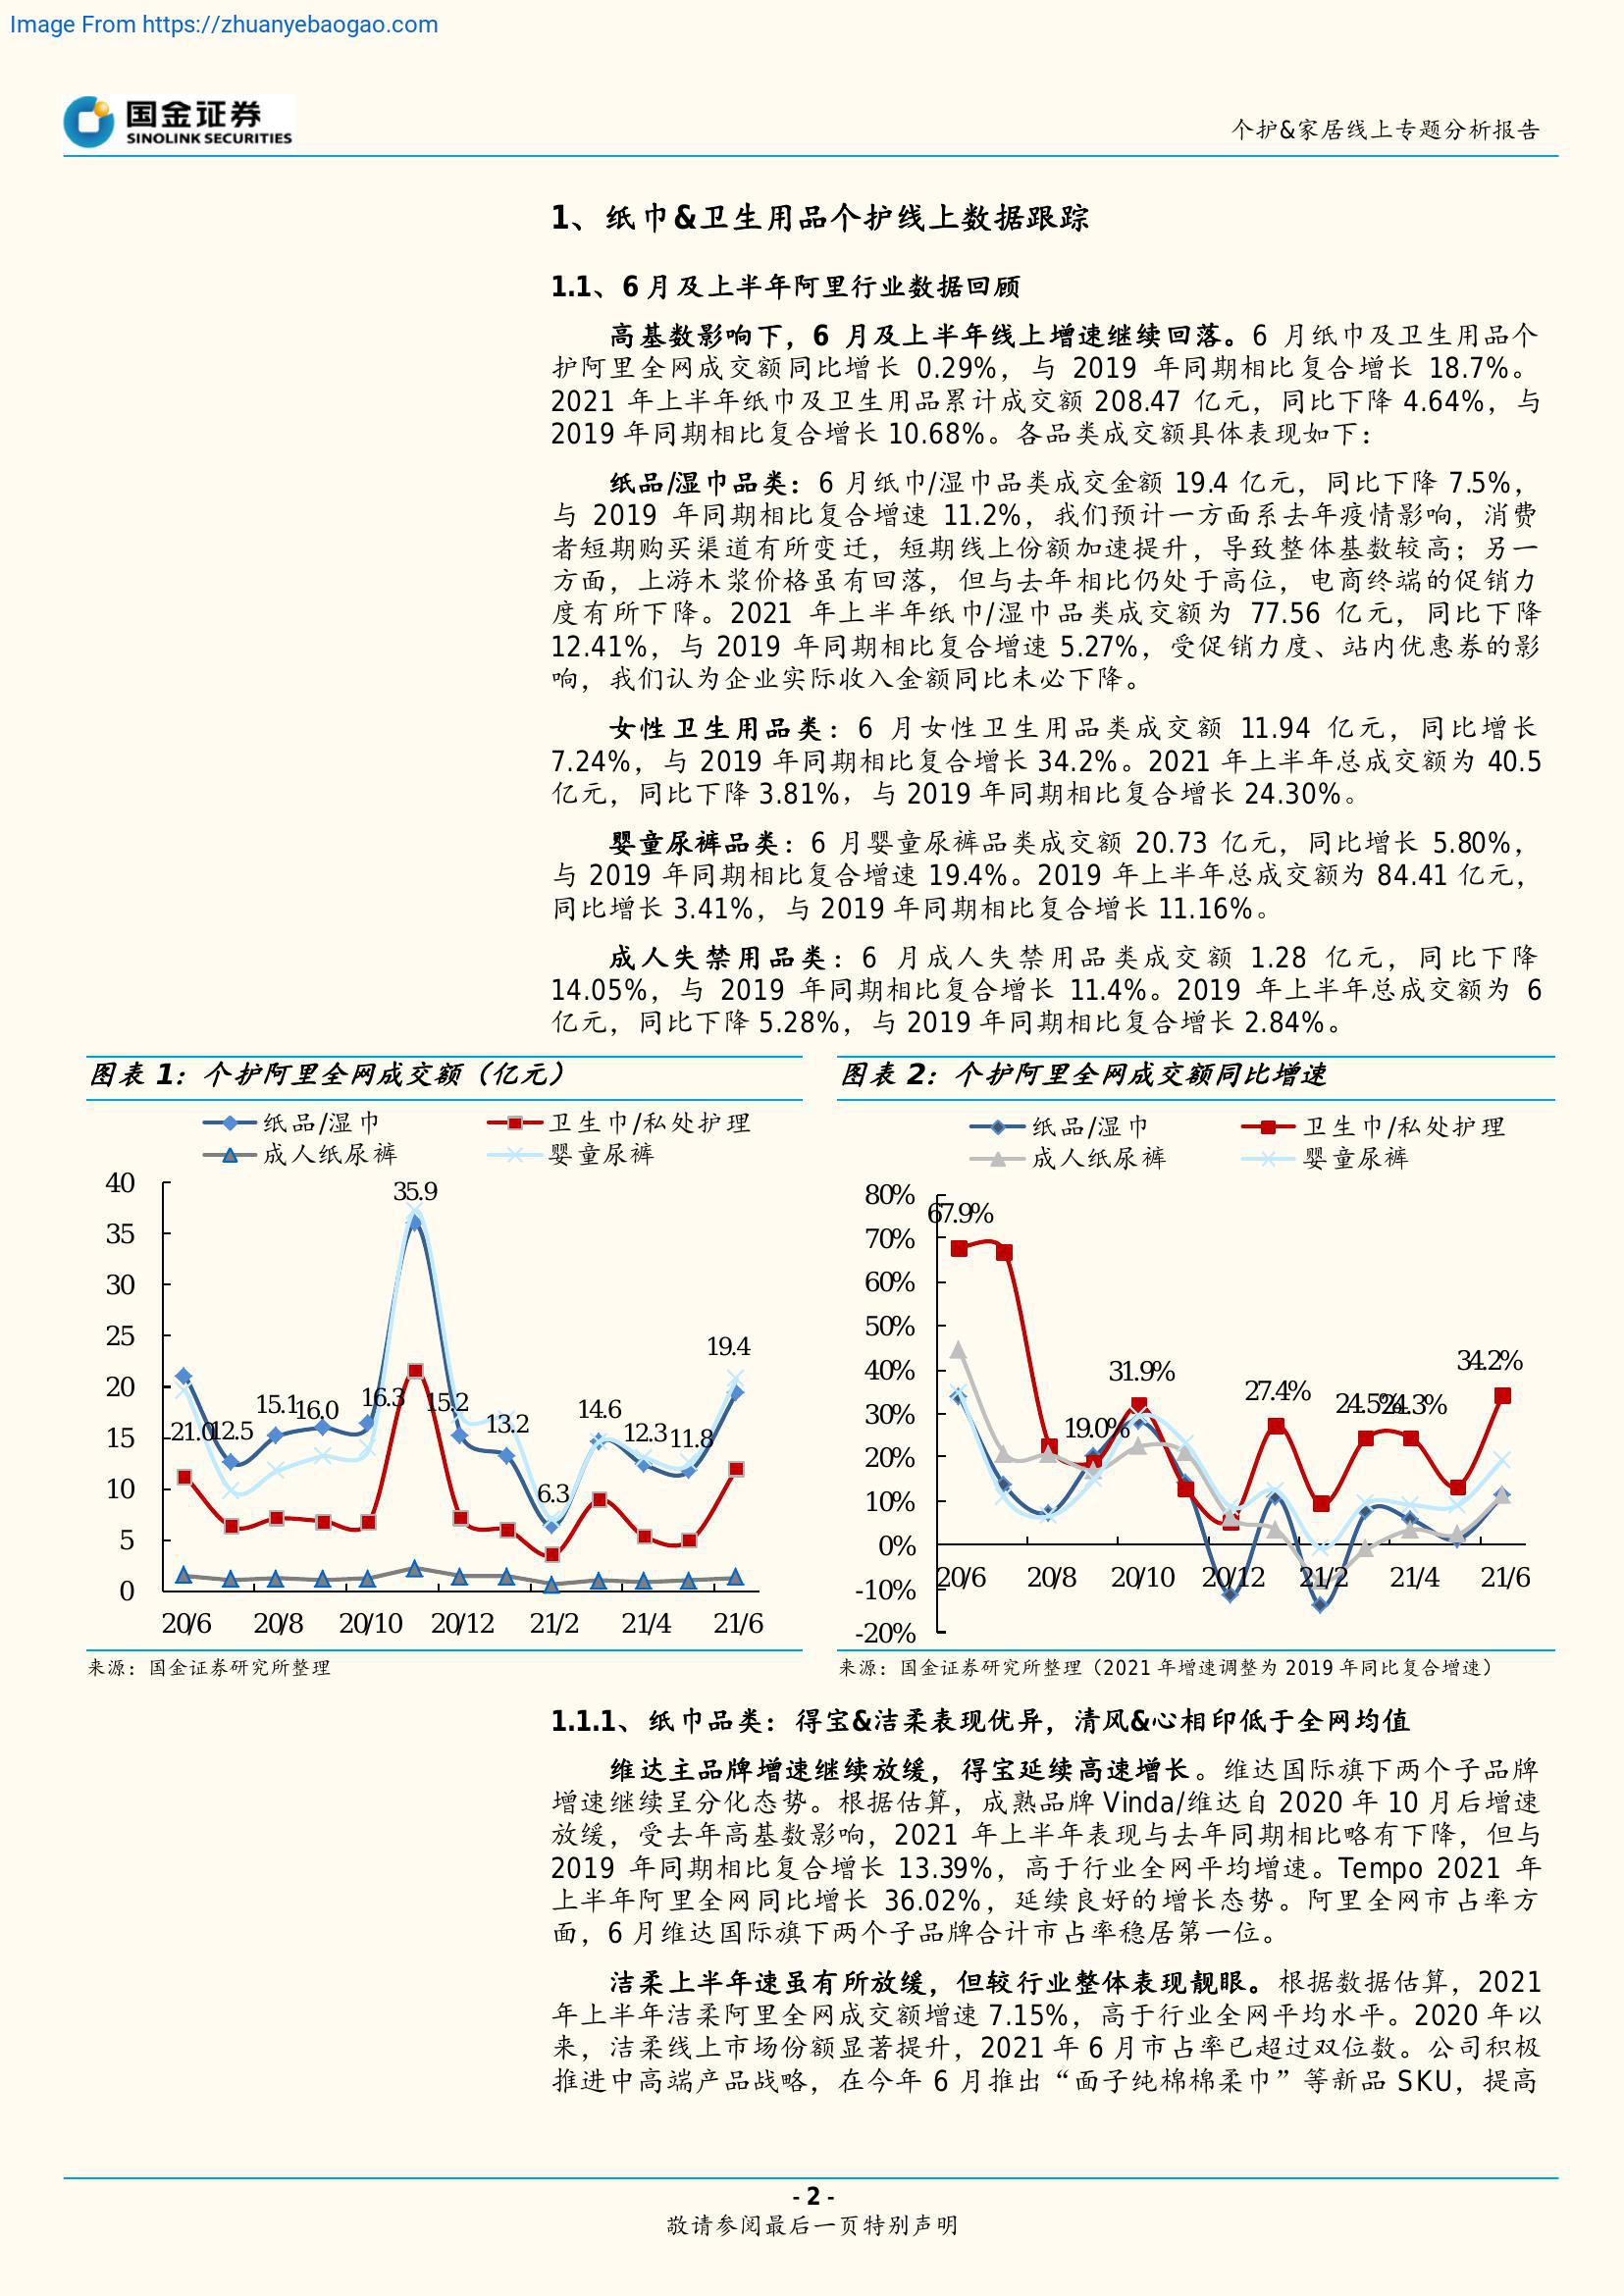 Image From https://zhuanyebaogao.com
国金证券
SINOLINK SECURITIES
个护&家居线上专题分析报告
1、纸巾&卫生用品个护线上数据跟踪
1.1、6 月及上半年阿里行业数据回顾
高基数影响下，6 月及上半年线上增速继续回落。6 月纸巾及卫生用品个
护阿里全网成交额同比增长 0.29%，与 2019 年同期相比复合增长 18.7%。
2021 年上半年纸巾及卫生用品累计成交额 208.47 亿元，同比下降 4.64%，与
2019 年同期相比复合增长 10.68%。各品类成交额具体表现如下：
纸品/湿巾品类：6 月纸巾/湿巾品类成交金额 19.4 亿元，同比下降 7.5%，
与 2019 年同期相比复合增速 11.2%，我们预计一方面系去年疫情影响，消费
者短期购买渠道有所变迁，短期线上份额加速提升，导致整体基数较高；另一
方面，上游木浆价格虽有回落，但与去年相比仍处于高位，电商终端的促销力
度有所下降。2021 年上半年纸巾/湿巾品类成交额为 77.56 亿元，同比下降
12.41%，与 2019 年同期相比复合增速 5.27%，受促销力度、站内优惠券的影
响，我们认为企业实际收入金额同比未必下降。
女性卫生用品类：6 月女性卫生用品类成交额 11.94 亿元，同比增长
7.24%，与 2019 年同期相比复合增长 34.2%。2021 年上半年总成交额为 40.5
亿元，同比下降 3.81%，与 2019 年同期相比复合增长 24.30%。
婴童尿裤品类：6 月婴童尿裤品类成交额 20.73 亿元，同比增长 5.80%，
与 2019 年同期相比复合增速 19.4%。2019 年上半年总成交额为 84.41 亿元，
同比增长 3.41%，与 2019 年同期相比复合增长 11.16%。
成人失禁用品类：6 月成人失禁用品类成交额 1.28 亿元，同比下降
14.05%，与 2019 年同期相比复合增长 11.4%。2019 年上半年总成交额为 6
亿元，同比下降 5.28%，与 2019 年同期相比复合增长 2.84%。
图表 1：个护阿里全网成交额（亿元）
纸品/湿巾 卫生巾/私处护理
成人纸尿裤 婴童尿裤
40
35
30
25
20
15
10
5
0
21.0 12.5 15.1 16.0 16.3 35.9 15.2 13.2 6.3 14.6 12.3 11.8 19.4
20/6 20/8 20/10 20/12 21/2 21/4 21/6
来源：国金证券研究所整理
图表 2：个护阿里全网成交额同比增速
纸品/湿巾 卫生巾/私处护理
成人纸尿裤 婴童尿裤
80%
70%
60%
50%
40%
30%
20%
10%
0%
-10%
-20%
67.9% 19.0% 31.9% 27.4% 24.5% 24.3% 34.2%
20/6 20/8 20/10 20/12 21/2 21/4 21/6
来源：国金证券研究所整理（2021 年增速调整为 2019 年同比复合增速）
1.1.1、纸巾品类：得宝&洁柔表现优异，清风&心相印低于全网均值
维达主品牌增速继续放缓，得宝延续高速增长。维达国际旗下两个子品牌
增速继续呈分化态势。根据估算，成熟品牌 Vinda/维达自 2020 年 10 月后增速
放缓，受去年高基数影响，2021 年上半年表现与去年同期相比略有下降，但与
2019 年同期相比复合增长 13.39%，高于行业全网平均增速。Tempo 2021 年
上半年阿里全网同比增长 36.02%，延续良好的增长态势。阿里全网市占率方
面，6 月维达国际旗下两个子品牌合计市占率稳居第一位。
洁柔上半年速虽有所放缓，但较行业整体表现靓眼。根据数据估算，2021
年上半年洁柔阿里全网成交额增速 7.15%，高于行业全网平均水平。2020 年以
来，洁柔线上市场份额显著提升，2021 年 6 月市占率已超过双位数。公司积极
推进中高端产品战略，在今年 6 月推出“面子纯棉棉柔巾”等新品 SKU，提高
- 2 -
敬请参阅最后一页特别声明